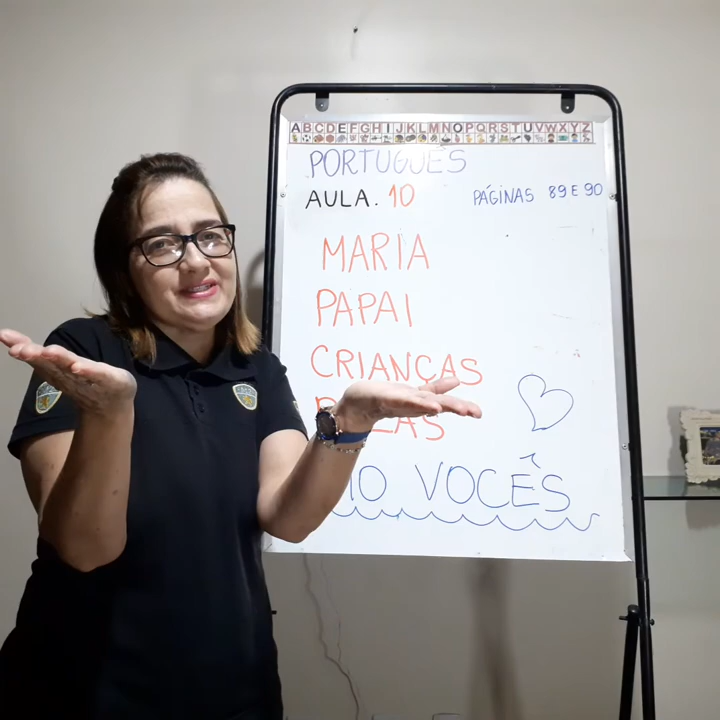 ABCDEFGHIJKLMNOPQRSTUVWXYZ
PORTUGUÊS
AULA. 10 PÁGINAS 89 E 90
MARIA
PAPAI
CRIANÇAS
VOCÊS